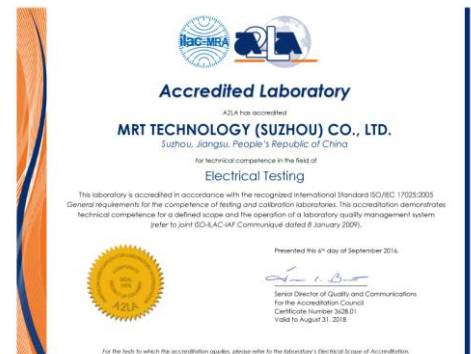 ilac-MRA
A2LA
Accredited Laboratory
A2LA has accredited
MRT TECHNOLOGY (SUZHOU) CO., LTD.
Suzhou, Jiangsu, People's Republic of China
for technical competence in the field of
Electrical Testing
This laboratory is accredited in accordance with the recognized International Standard ISO/IEC 17025:2005
General requirements for the competence of testing and calibration laboratories. This accreditation demonstrates
technical competence for a defined scope and the operation of a laboratory quality management system
(refer to joint ISO-ILAC-IAF Communiqué dated 8 January 2009).
Presented this 6th day of September 2016.
Senior Director of Quality and Communications
For the Accreditation Council
Certificate Number 3628.01
Valid to August 31, 2018
CORPORATE
SEAL
A2LA
For the tests to which this accreditation applies, please refer to the laboratory's Electrical Scope of Accreditation.